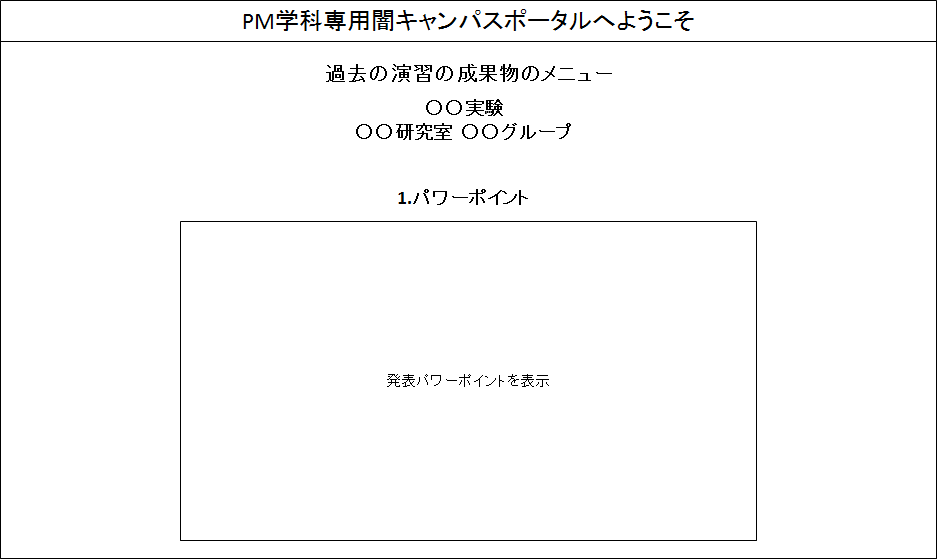 PM学科専用闇キャンパスポータルへようこそ
過去の演習の成果物のメニュー
〇〇実験
〇〇研究室 〇〇グループ
1.パワーポイント
発表パワーポイントを表示